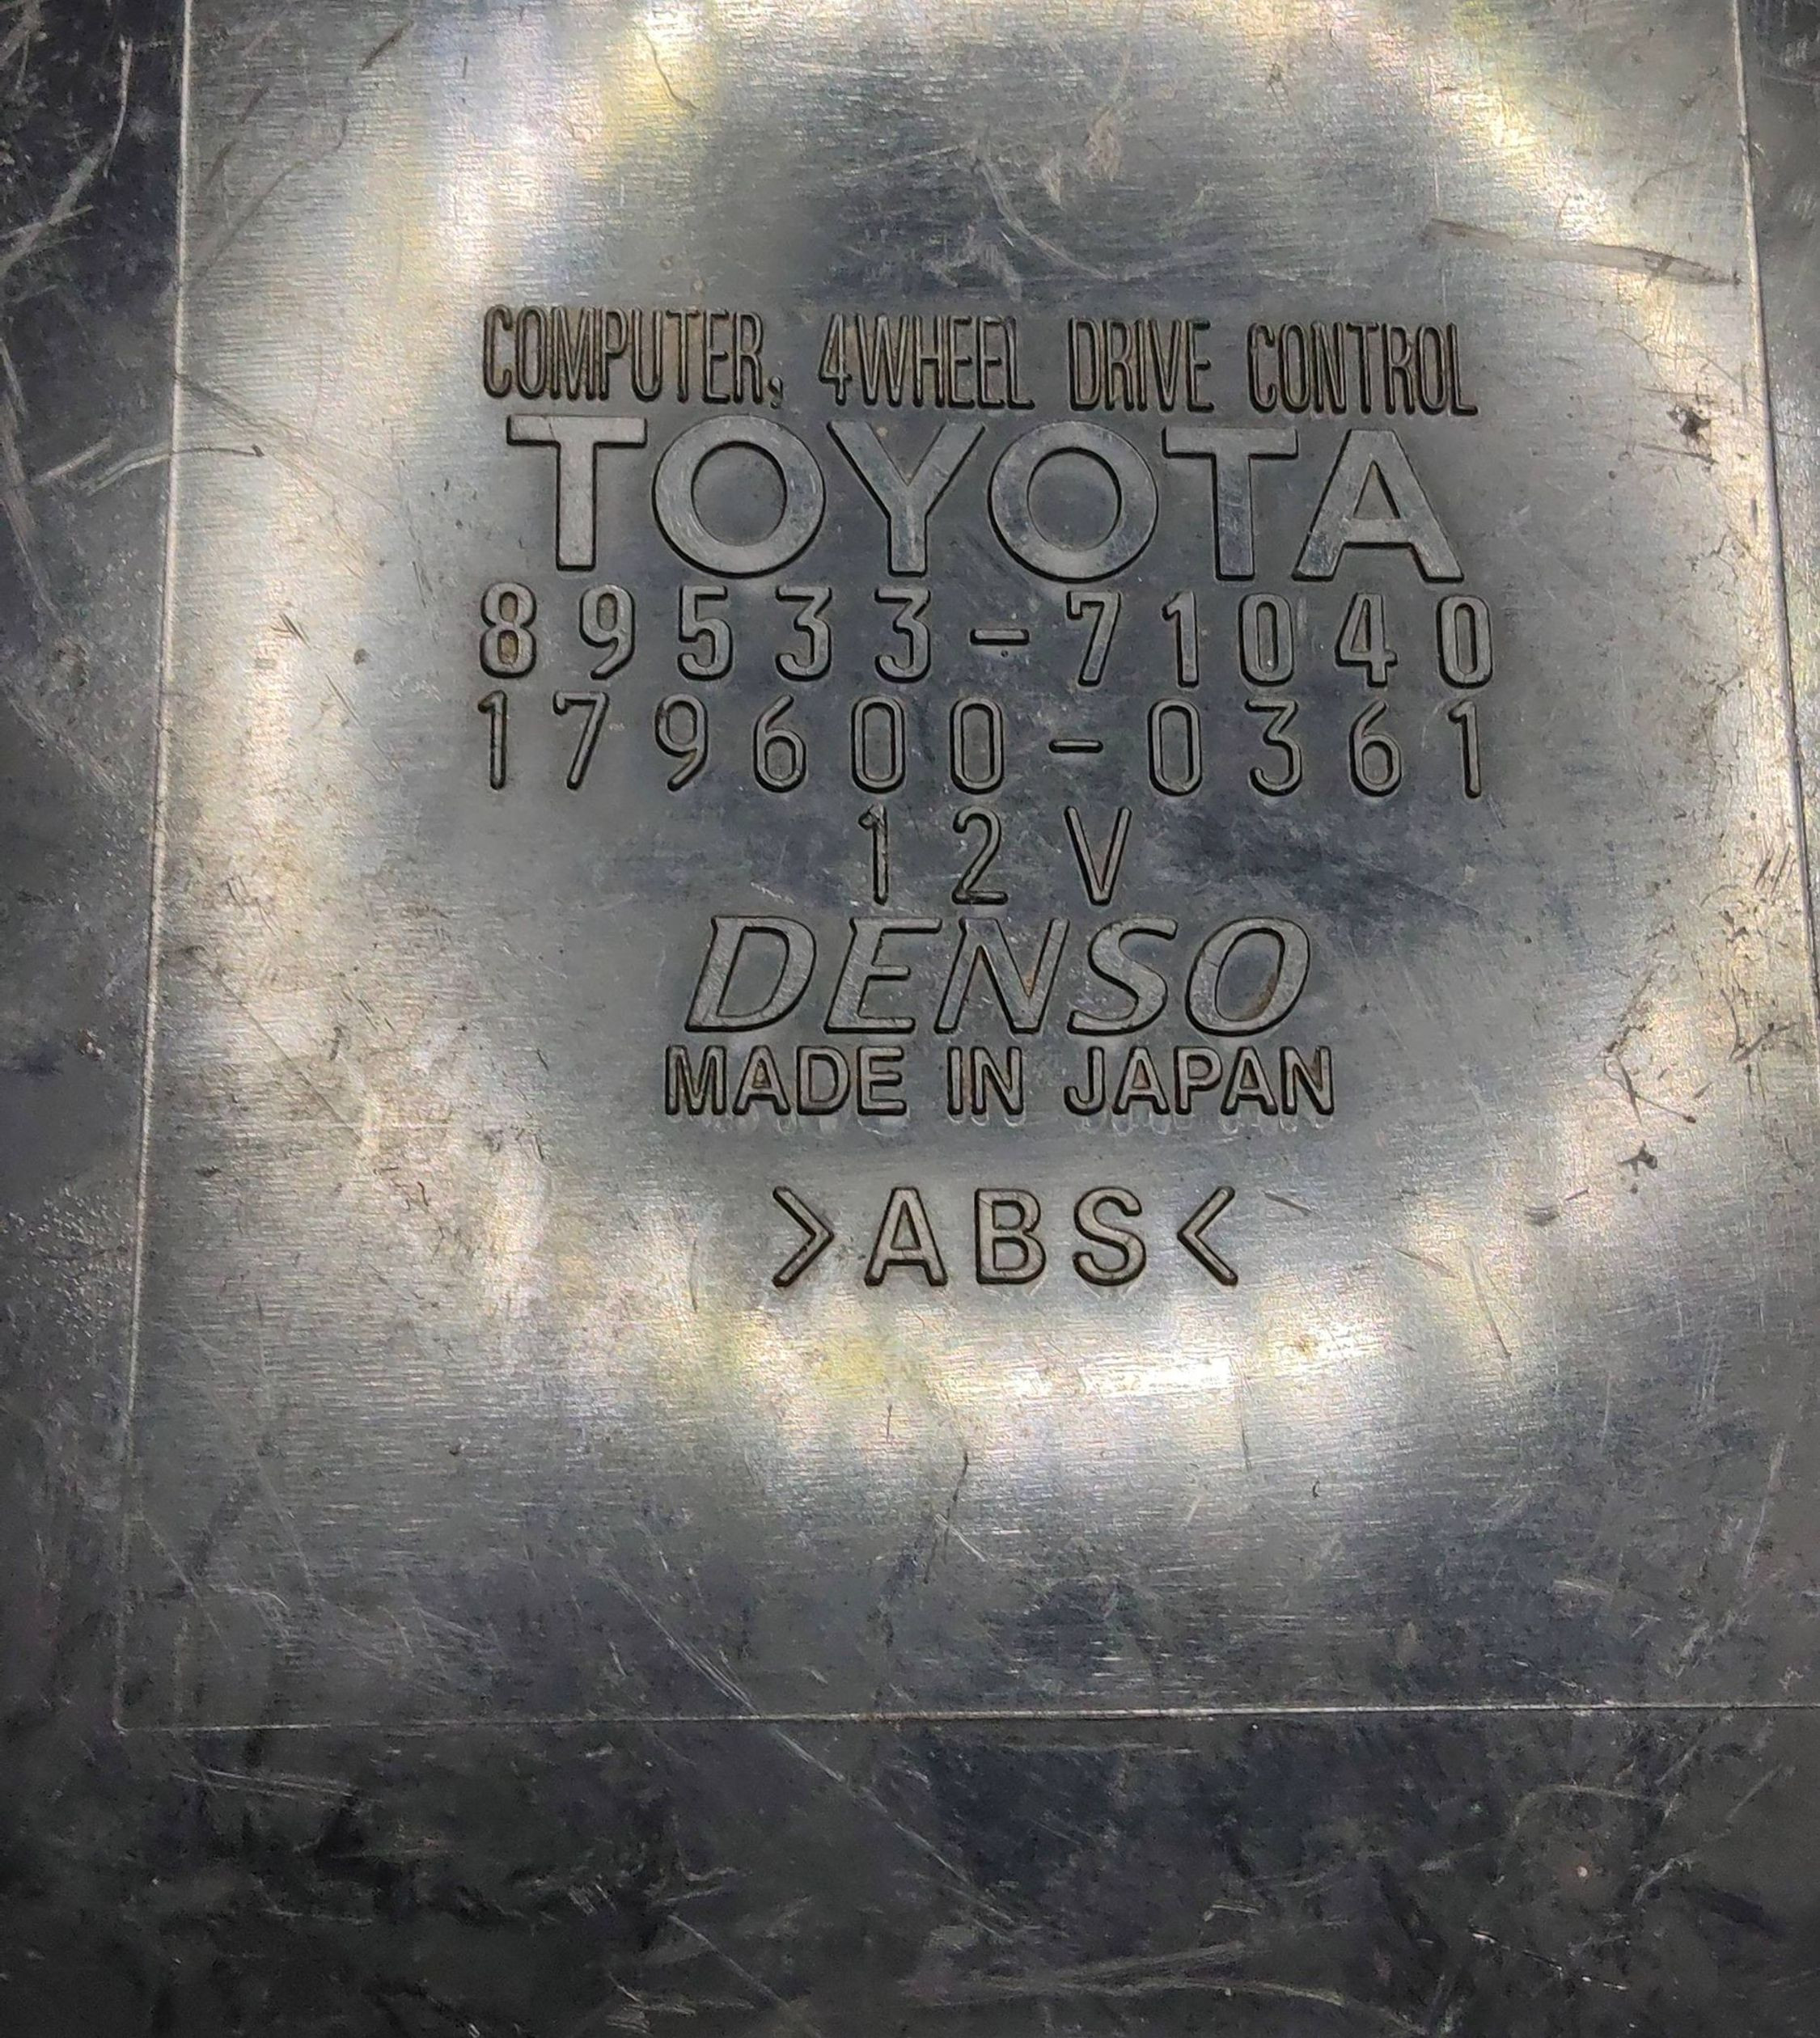 COMPUTER, 4WHEEL DRIVE CONTROL
TOYOTA
89533-71040
179600-0361
12V
DENSO
MADE IN JAPAN
>ABS<